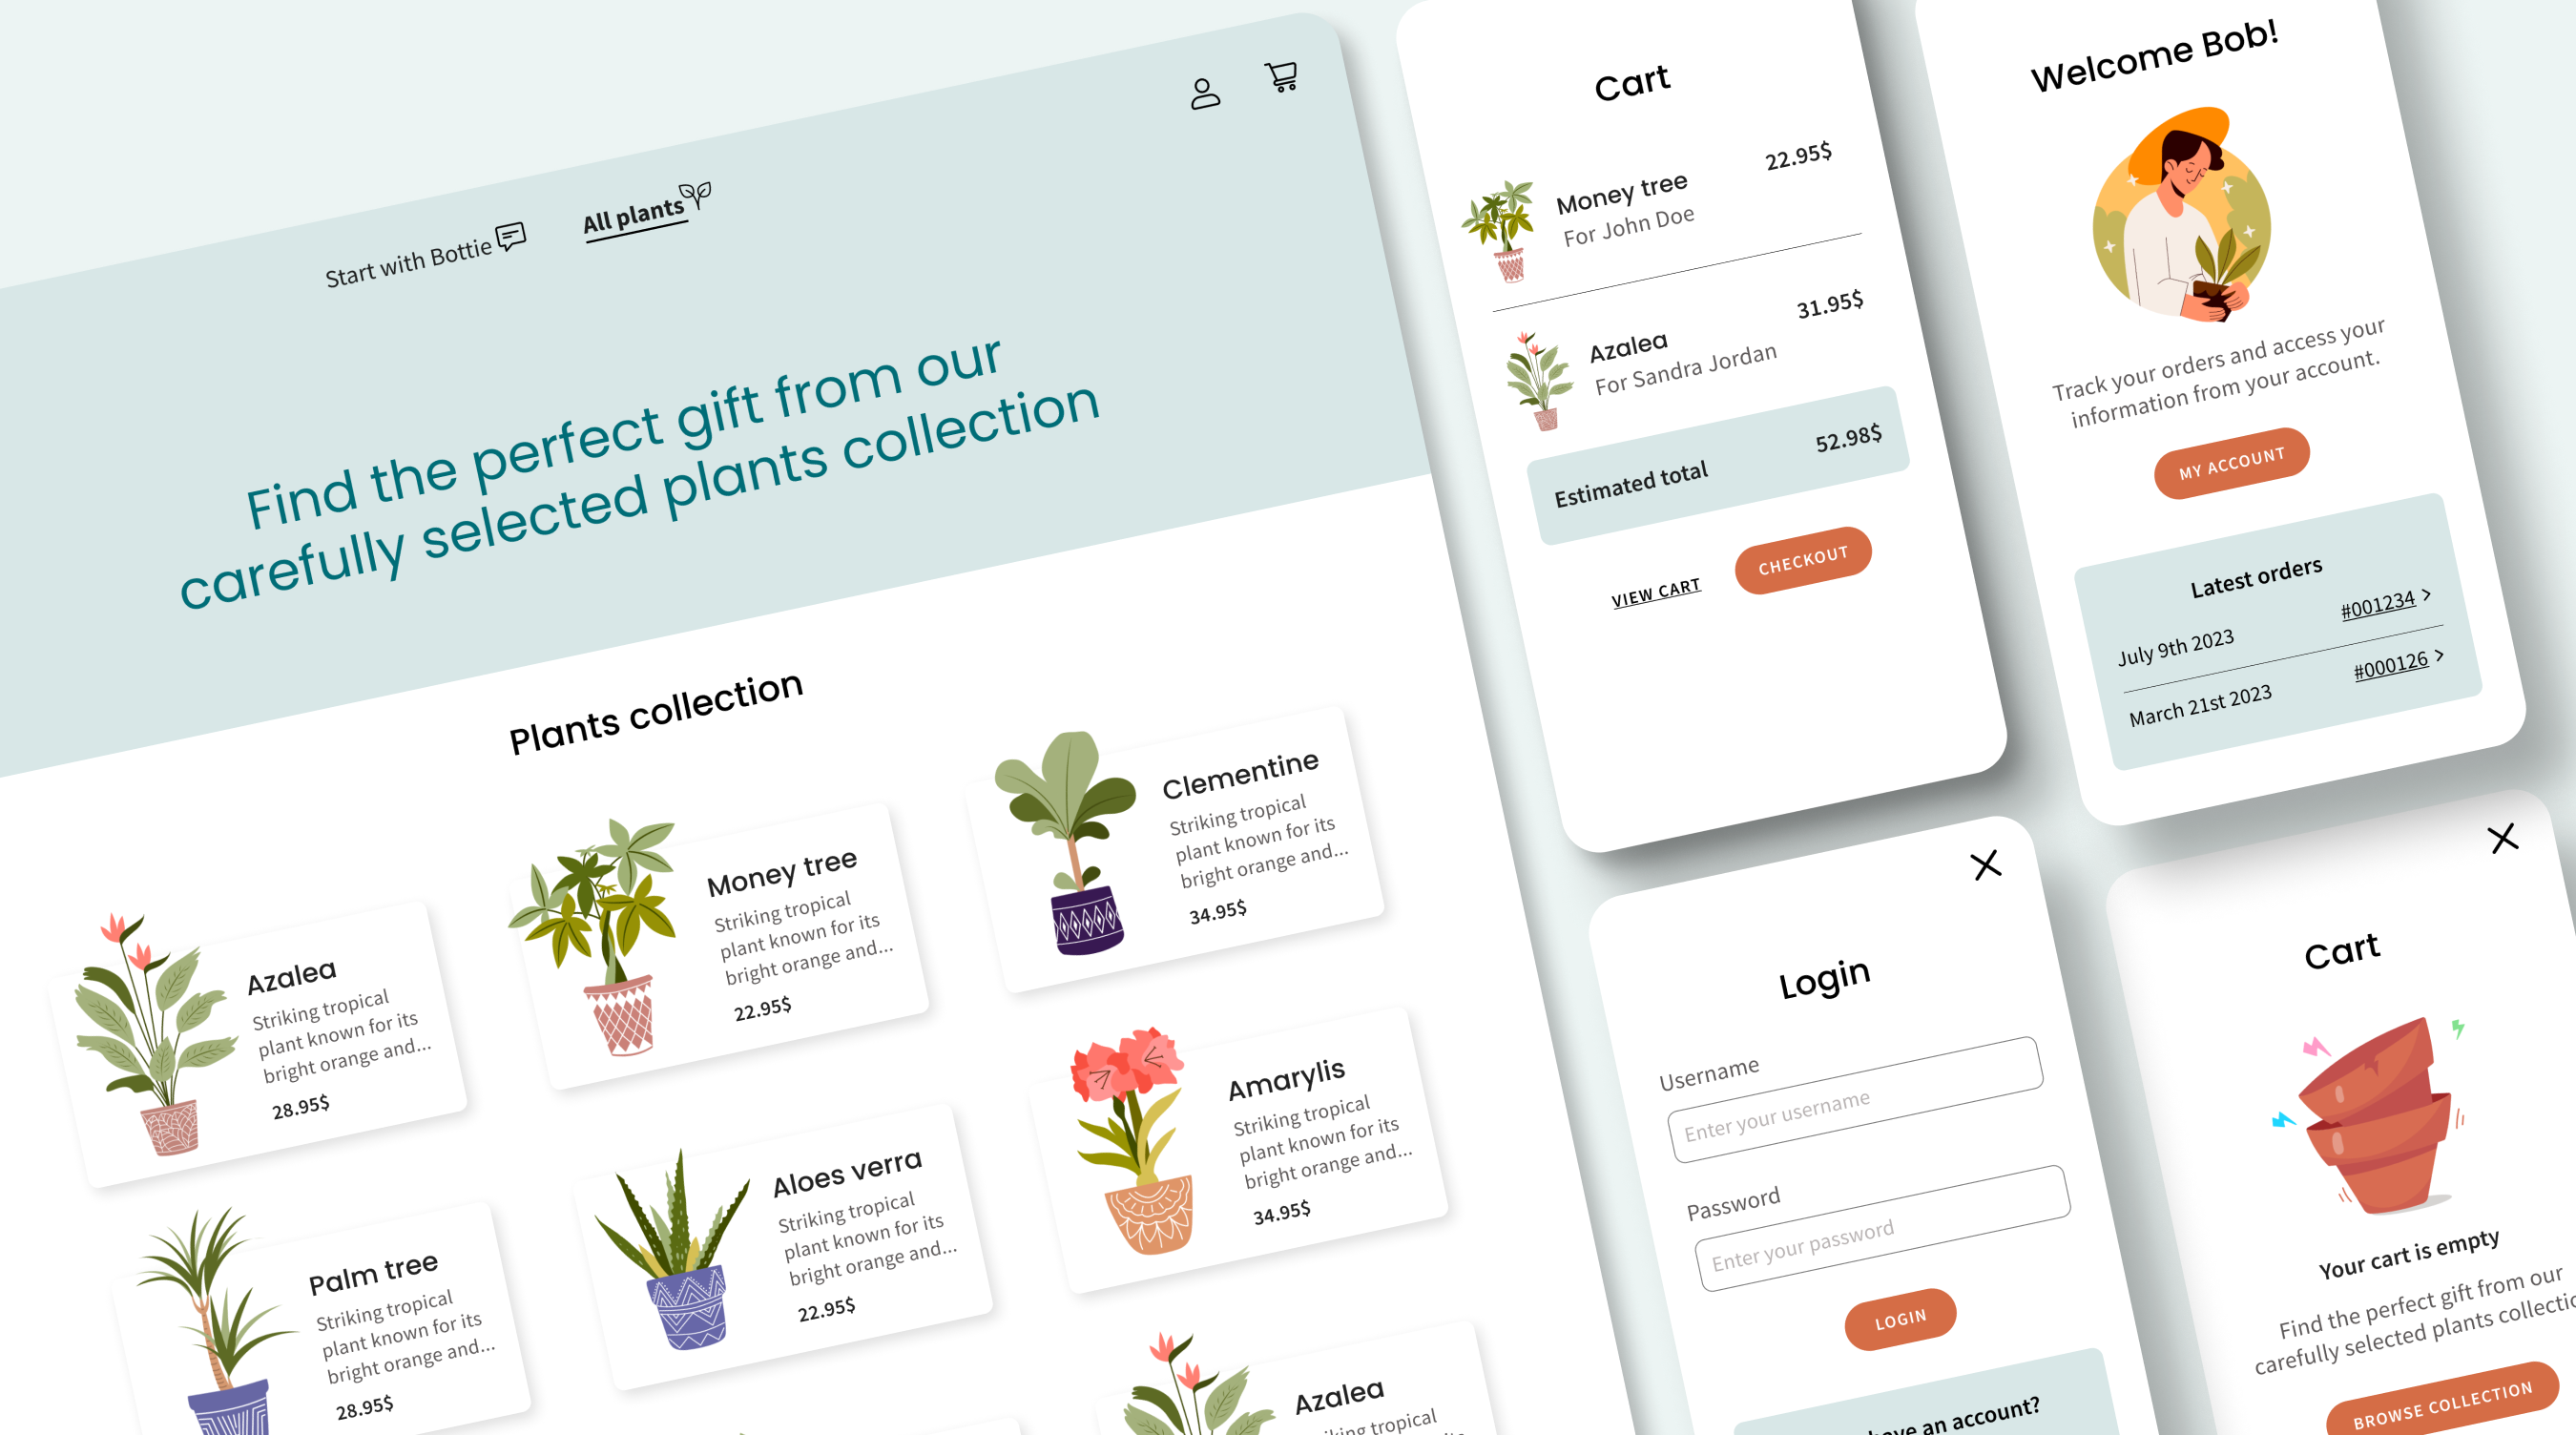 Start with Bottie
All plants
Find the perfect gift from our
carefully selected plants collection
Plants collection
Azalea
Striking tropical
plant known for its
bright orange and...
28.95$
Money tree
Striking tropical
plant known for its
bright orange and...
22.95$
Clementine
Striking tropical
plant known for its
bright orange and...
34.95$
Palm tree
Striking tropical
plant known for its
bright orange and...
28.95$
Aloes verra
Striking tropical
plant known for its
bright orange and...
22.95$
Amarylis
Striking tropical
plant known for its
bright orange and...
34.95$
Azalea
tropical
Cart
Money tree 22.95$
For John Doe
Azalea 31.95$
For Sandra Jordan
Estimated total 52.98$
VIEW CART CHECKOUT
Welcome Bob!
Track your orders and access your
information from your account.
MY ACCOUNT
Latest orders
July 9th 2023 #001234 >
March 21st 2023 #000126 >
Login
Username
Enter your username
Password
Enter your password
LOGIN
an account?
Cart
Your cart is empty
Find the perfect gift from our
carefully selected plants
BROWSE COLLECTION